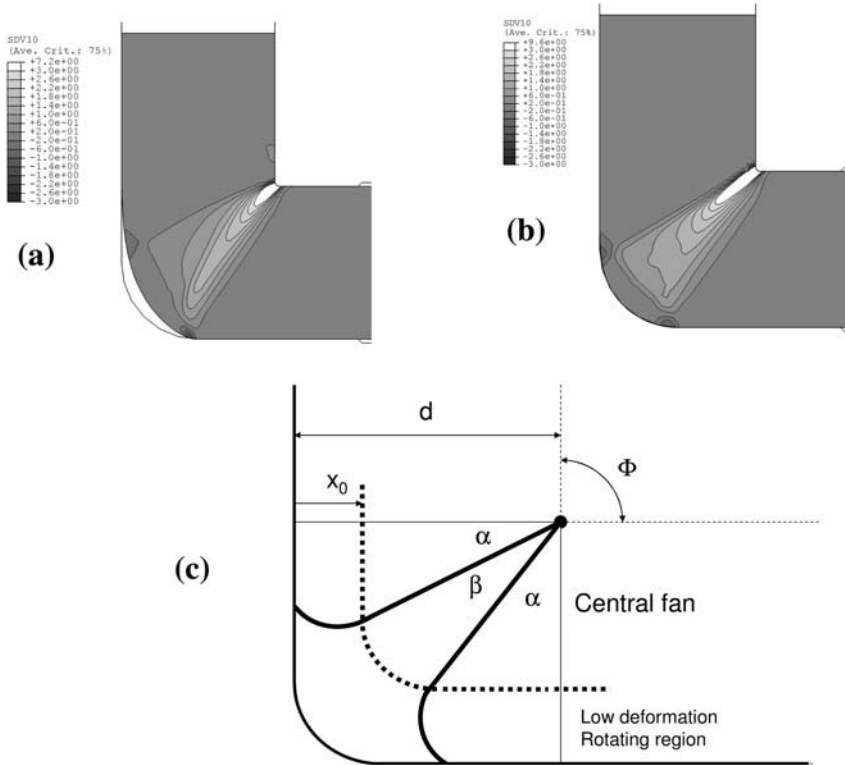 SDV10
(Ave. Crit.: 75%)
+7.2e+00
+3.0e+00
+2.6e+00
+2.2e+00
+1.8e+00
+1.4e+00
+1.0e+00
+6.0e-01
+2.0e-01
-2.0e-01
-6.0e-01
-1.0e+00
-1.4e+00
-1.8e+00
-2.2e+00
-2.6e+00
-3.0e+00
(a)
SDV10
(Ave. Crit.: 75%)
+9.6e+00
+3.0e+00
+2.6e+00
+2.2e+00
+1.8e+00
+1.4e+00
+1.0e+00
+6.0e-01
+2.0e-01
-2.0e-01
-6.0e-01
-1.0e+00
-1.4e+00
-1.8e+00
-2.2e+00
-2.6e+00
-3.0e+00
(b)
d
Φ
x₀
α
(c)
β
α
Central fan
Low deformation
Rotating region